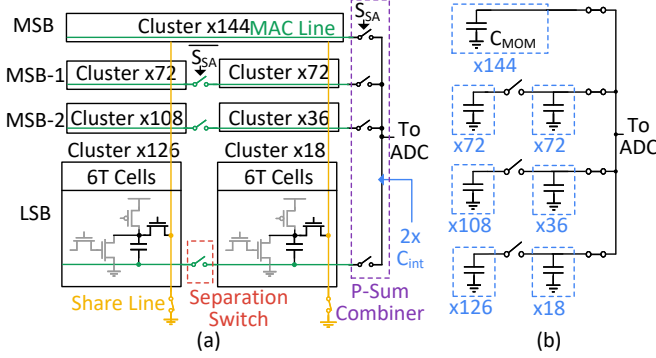 MSB
Cluster x144
MAC Line
S_SA
MSB-1
Cluster x72
S_SA
Cluster x72
MSB-2
Cluster x108
Cluster x36
Cluster x126
Cluster x18
6T Cells
6T Cells
LSB
To
ADC
2x
C_int
Share Line
Separation
Switch
P-Sum
Combiner
(a)
C_MOM
x144
x72
x72
To
ADC
x108
x36
x126
x18
(b)